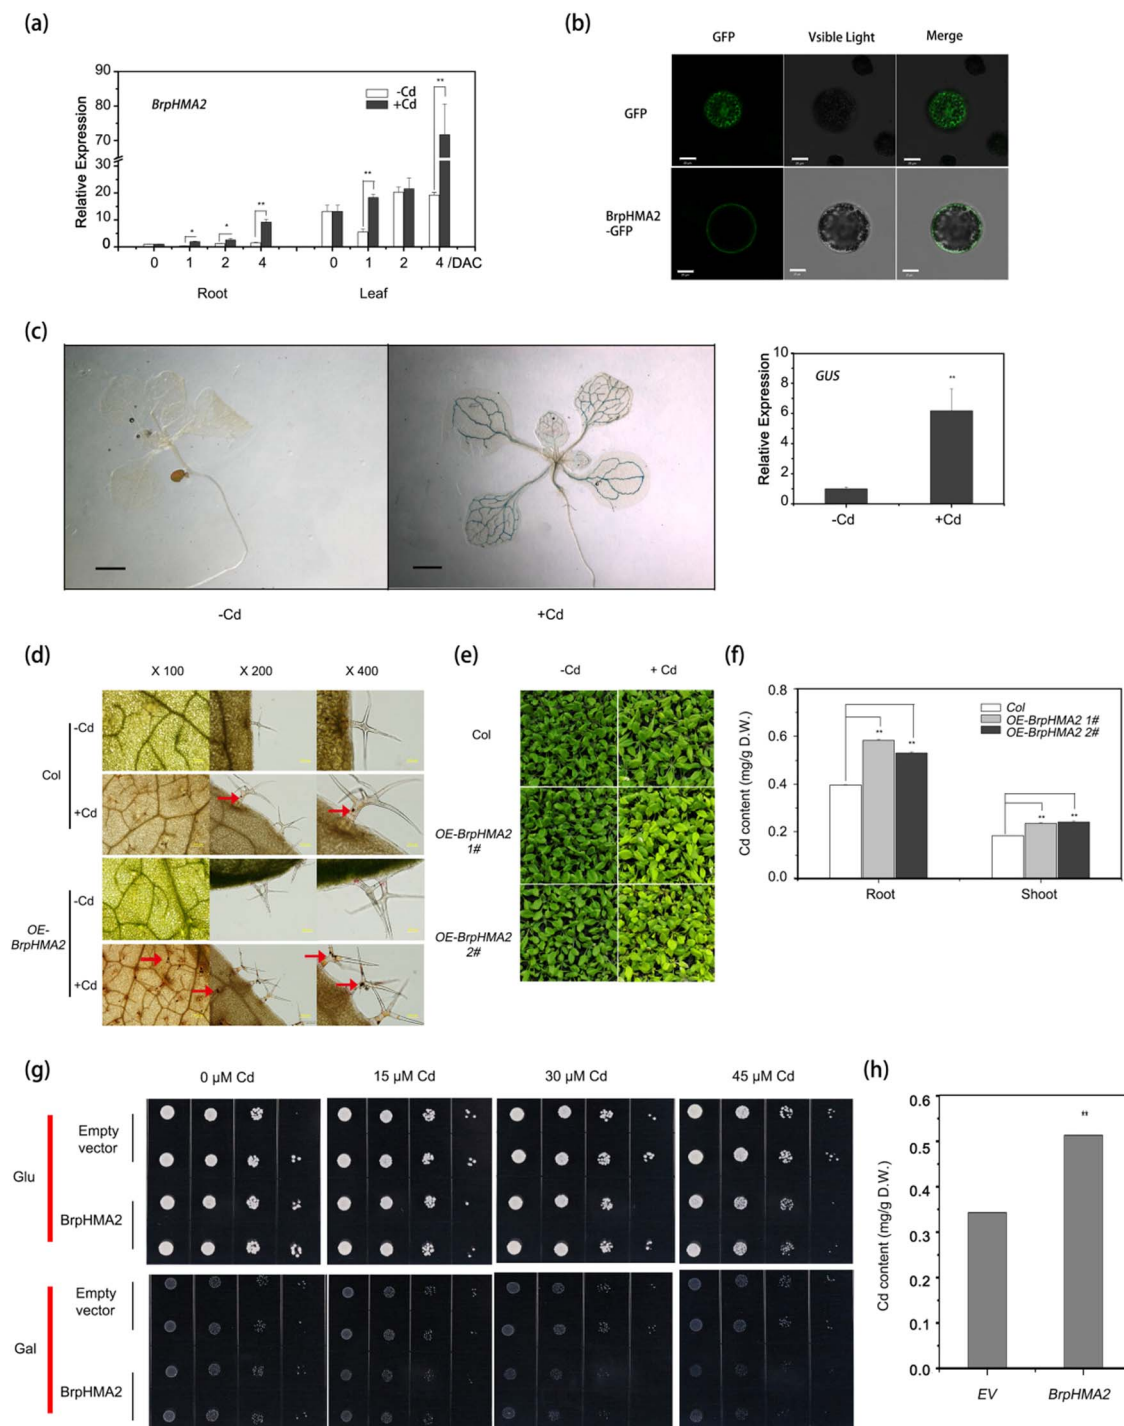 (a)
90
80
70
60
30
20
10
0
Relative Expression
BrpHMA2
-Cd
+Cd
**
**
*
*
**
0 1 2 4 0 1 2 4 /DAC
Root Leaf
(b)
GFP Vsible Light Merge
GFP
BrpHMA2
-GFP
(c)
-Cd +Cd
10
8
6
4
2
0
Relative Expression
GUS
**
-Cd +Cd
(d)
X 100 X 200 X 400
Col
-Cd
+Cd
OE-
BrpHMA2
-Cd
+Cd
(e)
-Cd + Cd
Col
OE-BrpHMA2
1#
OE-BrpHMA2
2#
(f)
0.8
0.6
0.4
0.2
0.0
Cd content (mg/g D.W.)
Col
OE-BrpHMA2 1#
OE-BrpHMA2 2#
** **
** **
Root Shoot
(g)
0 μM Cd 15 μM Cd 30 μM Cd 45 μM Cd
Glu
Empty
vector
BrpHMA2
Gal
Empty
vector
BrpHMA2
(h)
0.6
0.5
0.4
0.3
0.2
0.1
0.0
Cd content (mg/g D.W.)
**
EV BrpHMA2